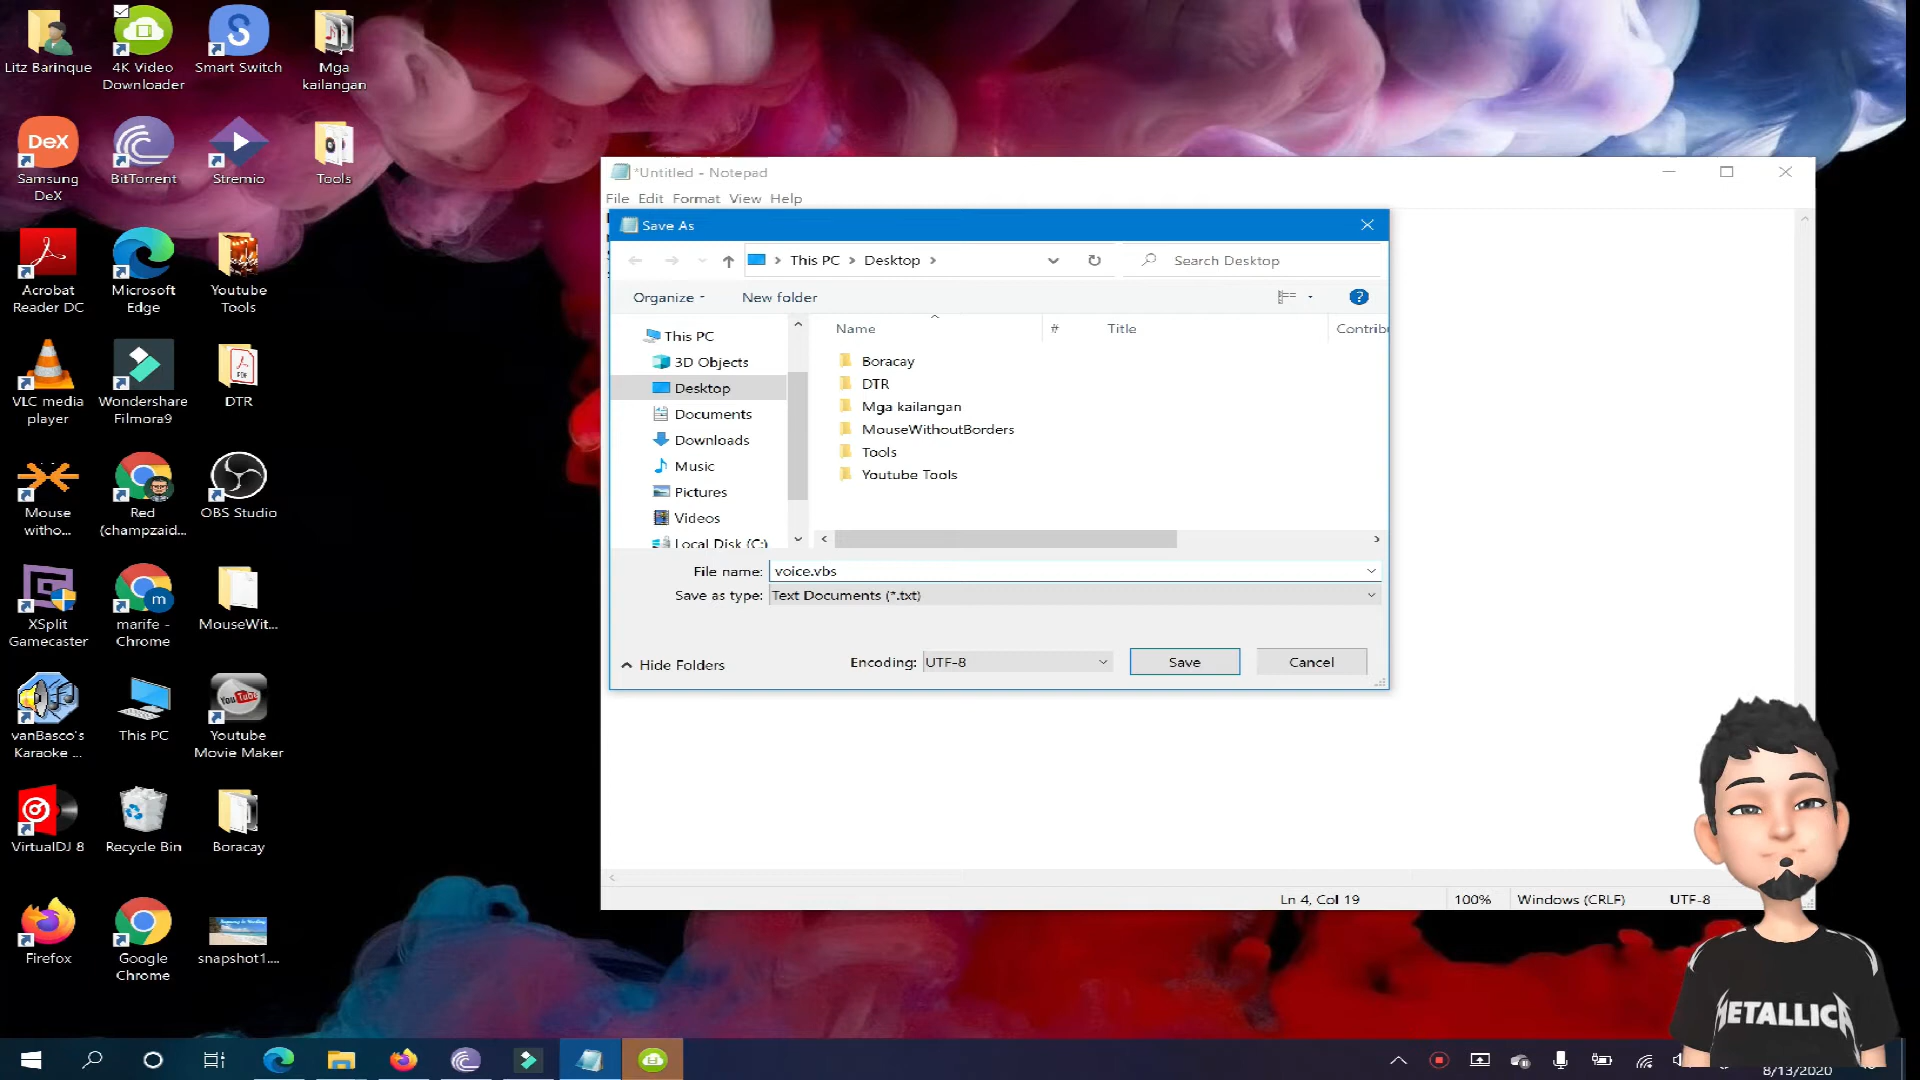 Litz Barinque
4K Video
Downloader
Smart Switch
Mga
kailangan
DeX
Samsung
DeX
BitTorrent
Stremio
Tools
Acrobat
Reader DC
Microsoft
Edge
Youtube
Tools
VLC media
player
Wondershare
Filmora9
DTR
Mouse
witho...
Red
(champzaid...
OBS Studio
XSplit
Gamecaster
m
marife -
Chrome
MouseWit...
vanBasco's
Karaoke ...
This PC
YouTube
Youtube
Movie Maker
VirtualDJ 8
Recycle Bin
Boracay
Firefox
Google
Chrome
snapshot1....
*Untitled - Notepad
File Edit Format View Help
Save As
This PC > Desktop >
Search Desktop
Organize
New folder
This PC
3D Objects
Desktop
Documents
Downloads
Music
Pictures
Videos
Local Disk (C:)
Name # Title Contribu
Boracay
DTR
Mga kailangan
MouseWithoutBorders
Tools
Youtube Tools
File name: voice.vbs
Save as type: Text Documents (*.txt)
Hide Folders
Encoding: UTF-8
Save
Cancel
Ln 4, Col 19
100%
Windows (CRLF)
UTF-8
METALLICA
8/13/2020